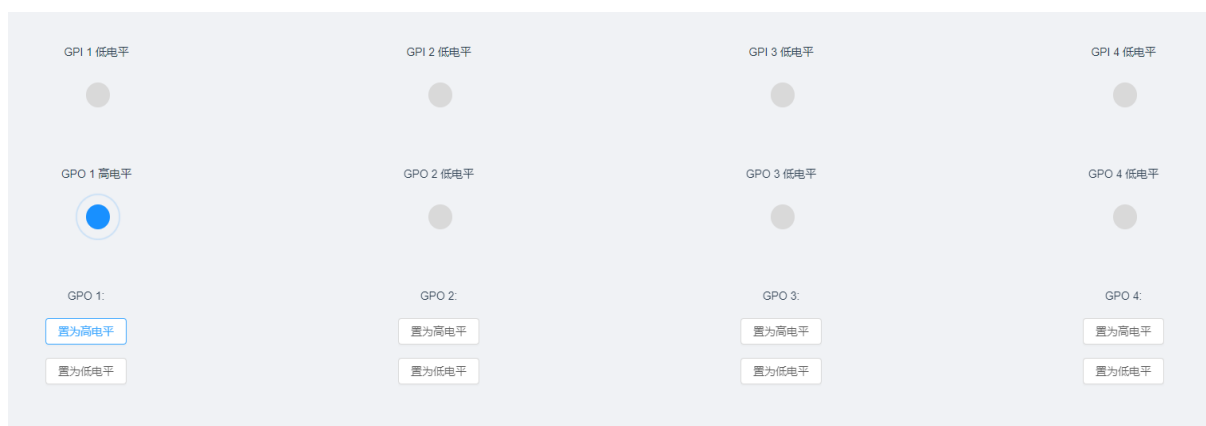 GPI 1 低电平 GPI 2 低电平 GPI 3 低电平 GPI 4 低电平
GPO 1 高电平 GPO 2 低电平 GPO 3 低电平 GPO 4 低电平
GPO 1: GPO 2: GPO 3: GPO 4:
置为高电平 置为高电平 置为高电平 置为高电平
置为低电平 置为低电平 置为低电平 置为低电平